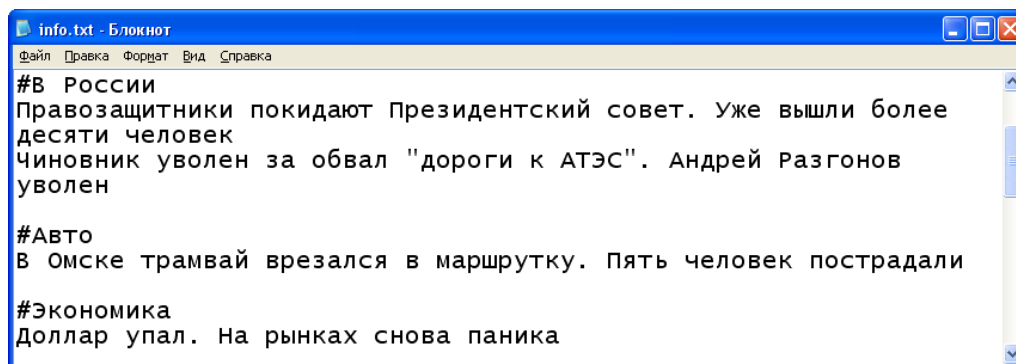 info.txt - Блокнот
Файл Правка Формат Вид Справка
#В России
Правозащитники покидают Президентский совет. Уже вышли более
десяти человек
Чиновник уволен за обвал "дороги к АТЭС". Андрей Разгонов
уволен
#Авто
В Омске трамвай врезался в маршрутку. Пять человек пострадали
#Экономика
Доллар упал. На рынках снова паника